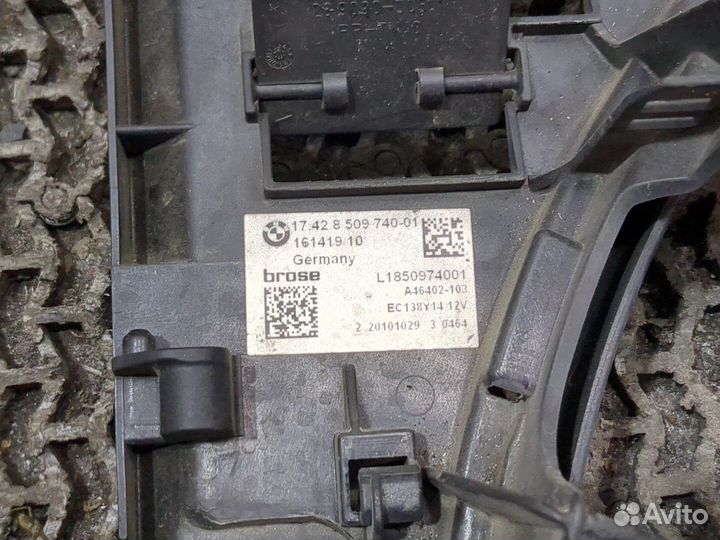 17.42 8 509 740-01
161419 10
Germany
brose
L1850974001
A46402-103
EC138Y14 12V
2 20101029 3 0464
Avito